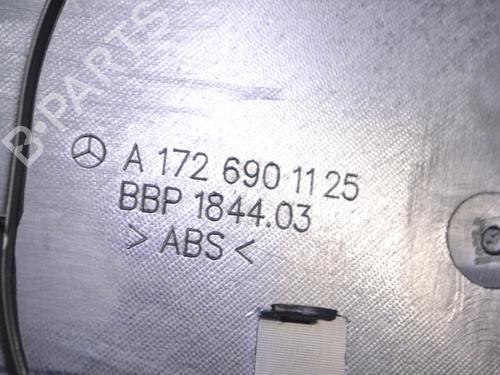 B-PARTS
A 172 690 11 25
BBP 1844.03
> ABS <